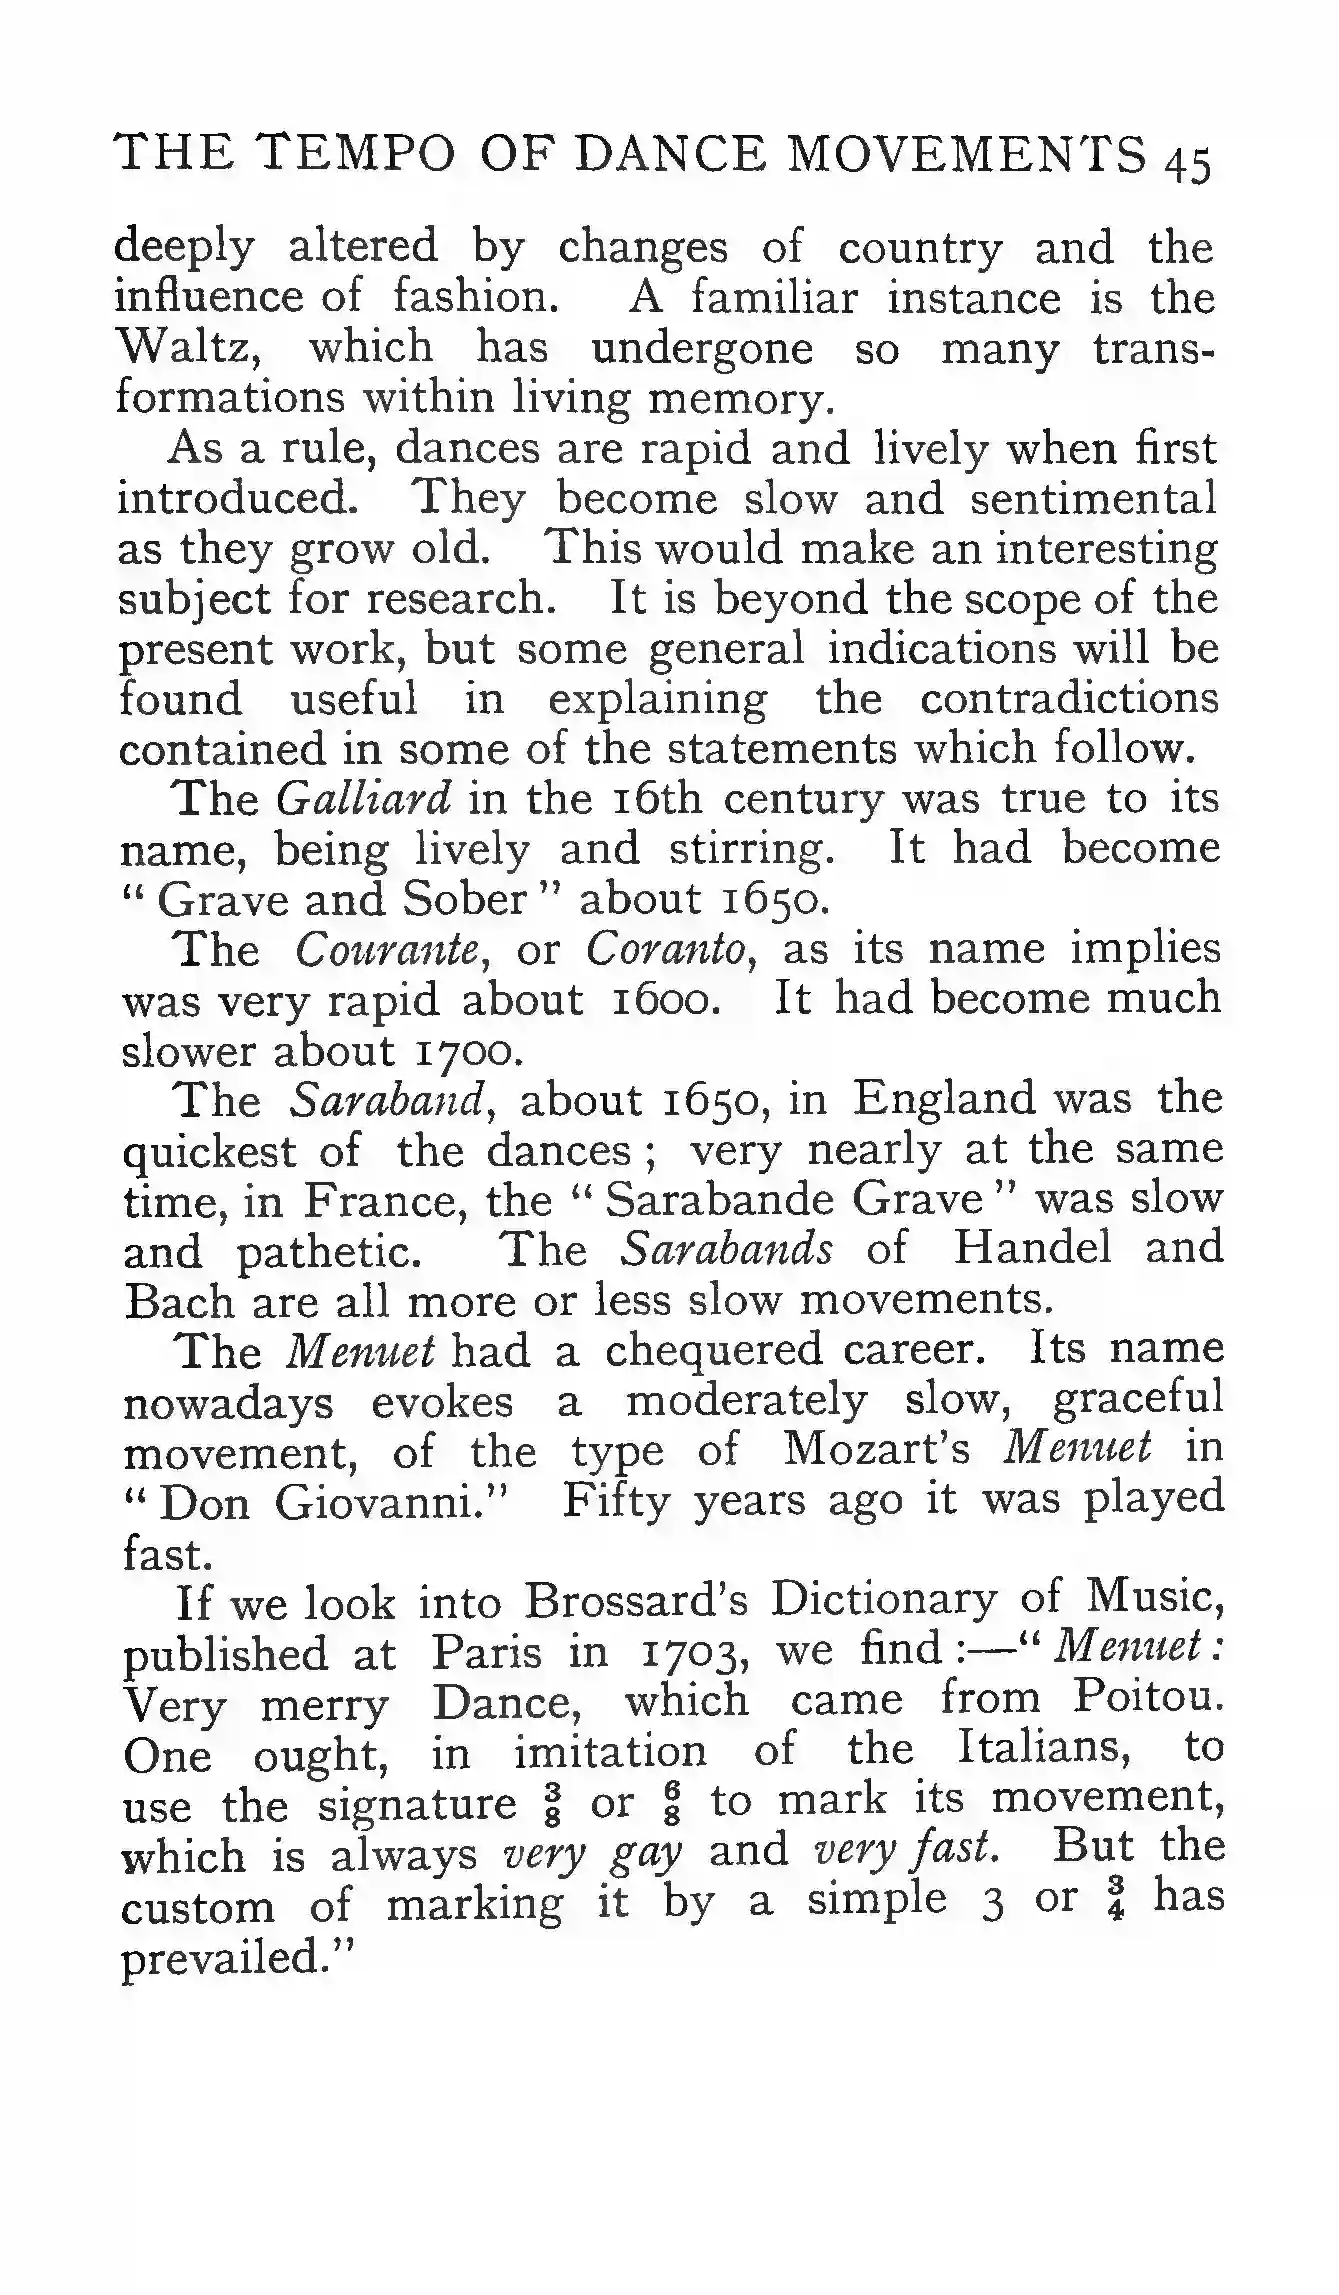 THE TEMPO OF DANCE MOVEMENTS 45
deeply altered by changes of country and the
influence of fashion. A familiar instance is the
Waltz, which has undergone so many trans-
formations within living memory.
As a rule, dances are rapid and lively when first
introduced. They become slow and sentimental
as they grow old. This would make an interesting
subject for research. It is beyond the scope of the
present work, but some general indications will be
found useful in explaining the contradictions
contained in some of the statements which follow.
The Galliard in the 16th century was true to its
name, being lively and stirring. It had become
“ Grave and Sober ” about 1650.
The Courante, or Coranto, as its name implies
was very rapid about 1600. It had become much
slower about 1700.
The Saraband, about 1650, in England was the
quickest of the dances ; very nearly at the same
time, in France, the “ Sarabande Grave ” was slow
and pathetic. The Sarabands of Handel and
Bach are all more or less slow movements.
The Menuet had a chequered career. Its name
nowadays evokes a moderately slow, graceful
movement, of the type of Mozart’s Menuet in
“ Don Giovanni.” Fifty years ago it was played
fast.
If we look into Brossard’s Dictionary of Music,
published at Paris in 1703, we find :—“ Menuet :
Very merry Dance, which came from Poitou.
One ought, in imitation of the Italians, to
use the signature 3/8 or 6/8 to mark its movement,
which is always very gay and very fast. But the
custom of marking it by a simple 3 or 3/4 has
prevailed.”